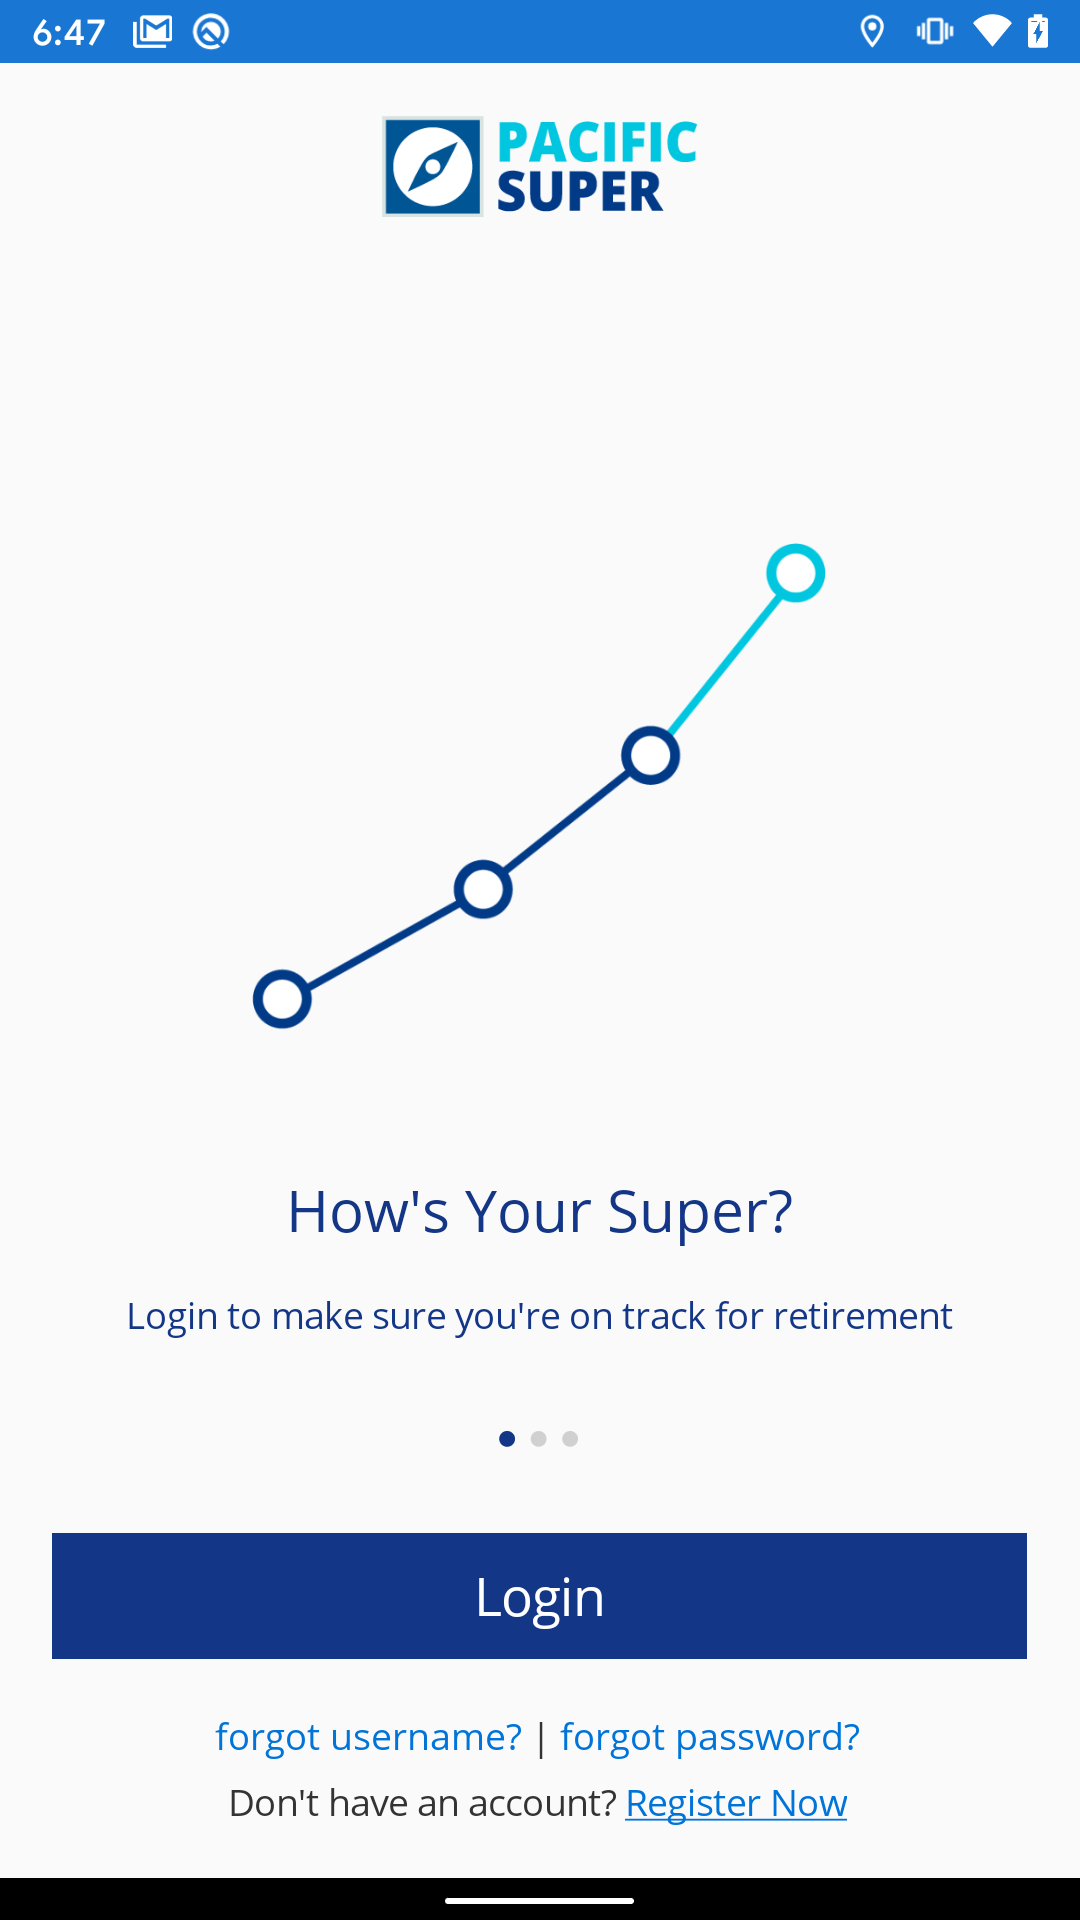 6:47
PACIFIC
SUPER
How's Your Super?
Login to make sure you're on track for retirement
Login
forgot username? | forgot password?
Don't have an account? Register Now